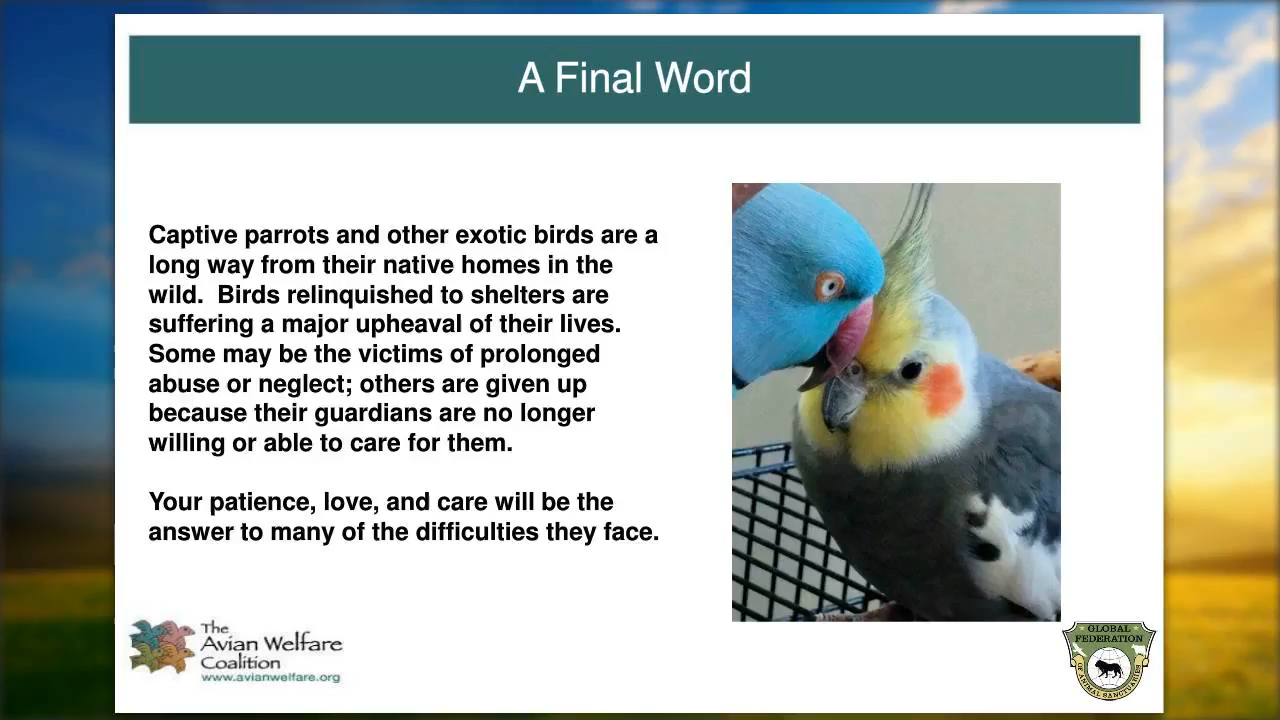 A Final Word
Captive parrots and other exotic birds are a
long way from their native homes in the
wild.  Birds relinquished to shelters are
suffering a major upheaval of their lives.
Some may be the victims of prolonged
abuse or neglect; others are given up
because their guardians are no longer
willing or able to care for them.
Your patience, love, and care will be the
answer to many of the difficulties they face.
The
Avian Welfare
Coalition
www.avianwelfare.org
GLOBAL
FEDERATION
OF ANIMAL SANCTUARIES